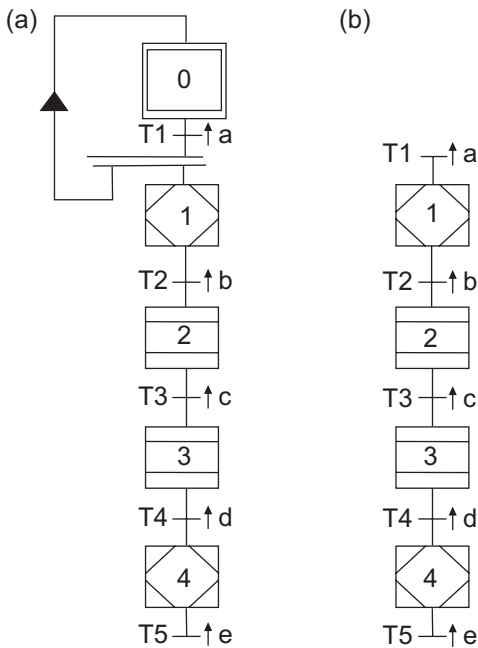 (a)
0
T1 ↑ a
1
T2 ↑ b
2
T3 ↑ c
3
T4 ↑ d
4
T5 ↑ e
(b)
T1 ↑ a
1
T2 ↑ b
2
T3 ↑ c
3
T4 ↑ d
4
T5 ↑ e